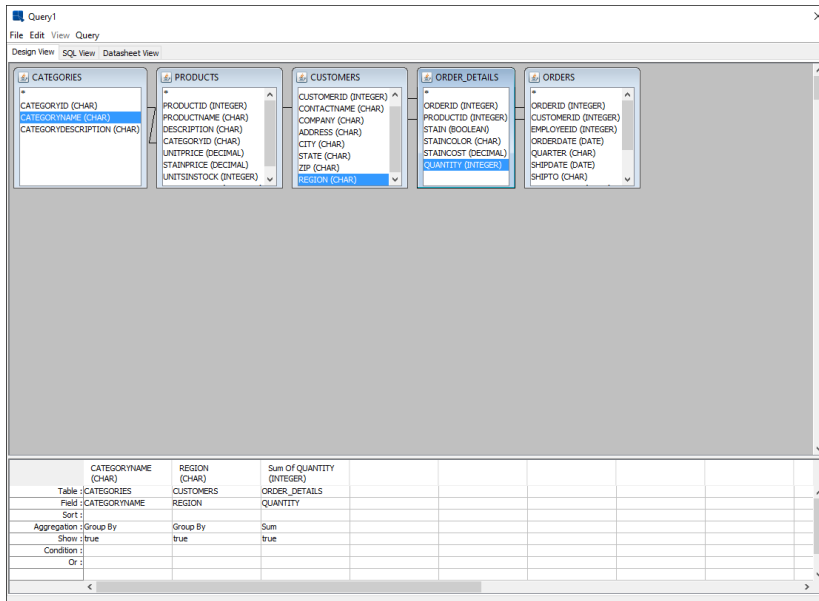 Query1
File Edit View Query
Design View SQL View Datasheet View
CATEGORIES
*
CATEGORYID (CHAR)
CATEGORYNAME (CHAR)
CATEGORYDESCRIPTION (CHAR)
PRODUCTS
*
PRODUCTID (INTEGER)
PRODUCTNAME (CHAR)
DESCRIPTION (CHAR)
CATEGORYID (CHAR)
UNITPRICE (DECIMAL)
STAINPRICE (DECIMAL)
UNITSINSTOCK (INTEGER)
CUSTOMERS
CUSTOMERID (INTEGER)
CONTACTNAME (CHAR)
COMPANY (CHAR)
ADDRESS (CHAR)
CITY (CHAR)
STATE (CHAR)
ZIP (CHAR)
REGION (CHAR)
ORDER_DETAILS
*
ORDERID (INTEGER)
PRODUCTID (INTEGER)
STAIN (BOOLEAN)
STAINCOLOR (CHAR)
STAINCOST (DECIMAL)
QUANTITY (INTEGER)
ORDERS
*
ORDERID (INTEGER)
CUSTOMERID (INTEGER)
EMPLOYEEID (INTEGER)
ORDERDATE (DATE)
QUARTER (CHAR)
SHIPDATE (DATE)
SHIPTO (CHAR)
CATEGORYNAME REGION Sum Of QUANTITY
(CHAR) (CHAR) (INTEGER)
Table : CATEGORIES CUSTOMERS ORDER_DETAILS
Field : CATEGORYNAME REGION QUANTITY
Sort :
Aggregation : Group By Group By Sum
Show : true true true
Condition :
Or :